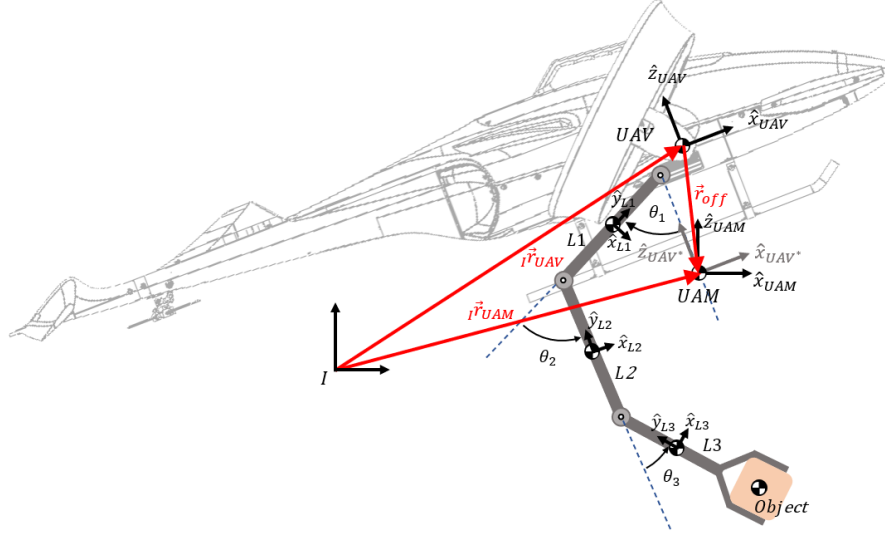 ẑ_UAV
x̂_UAV
UAV
r⃗_off
ŷ_L1
θ_1
ẑ_UAM
L1
x̂_L1
ẑ_UAV*
x̂_UAV*
_I r⃗_UAV
x̂_UAM
UAM
_I r⃗_UAM
ŷ_L2
x̂_L2
I
θ_2
L2
ŷ_L3
x̂_L3
L3
θ_3
Object